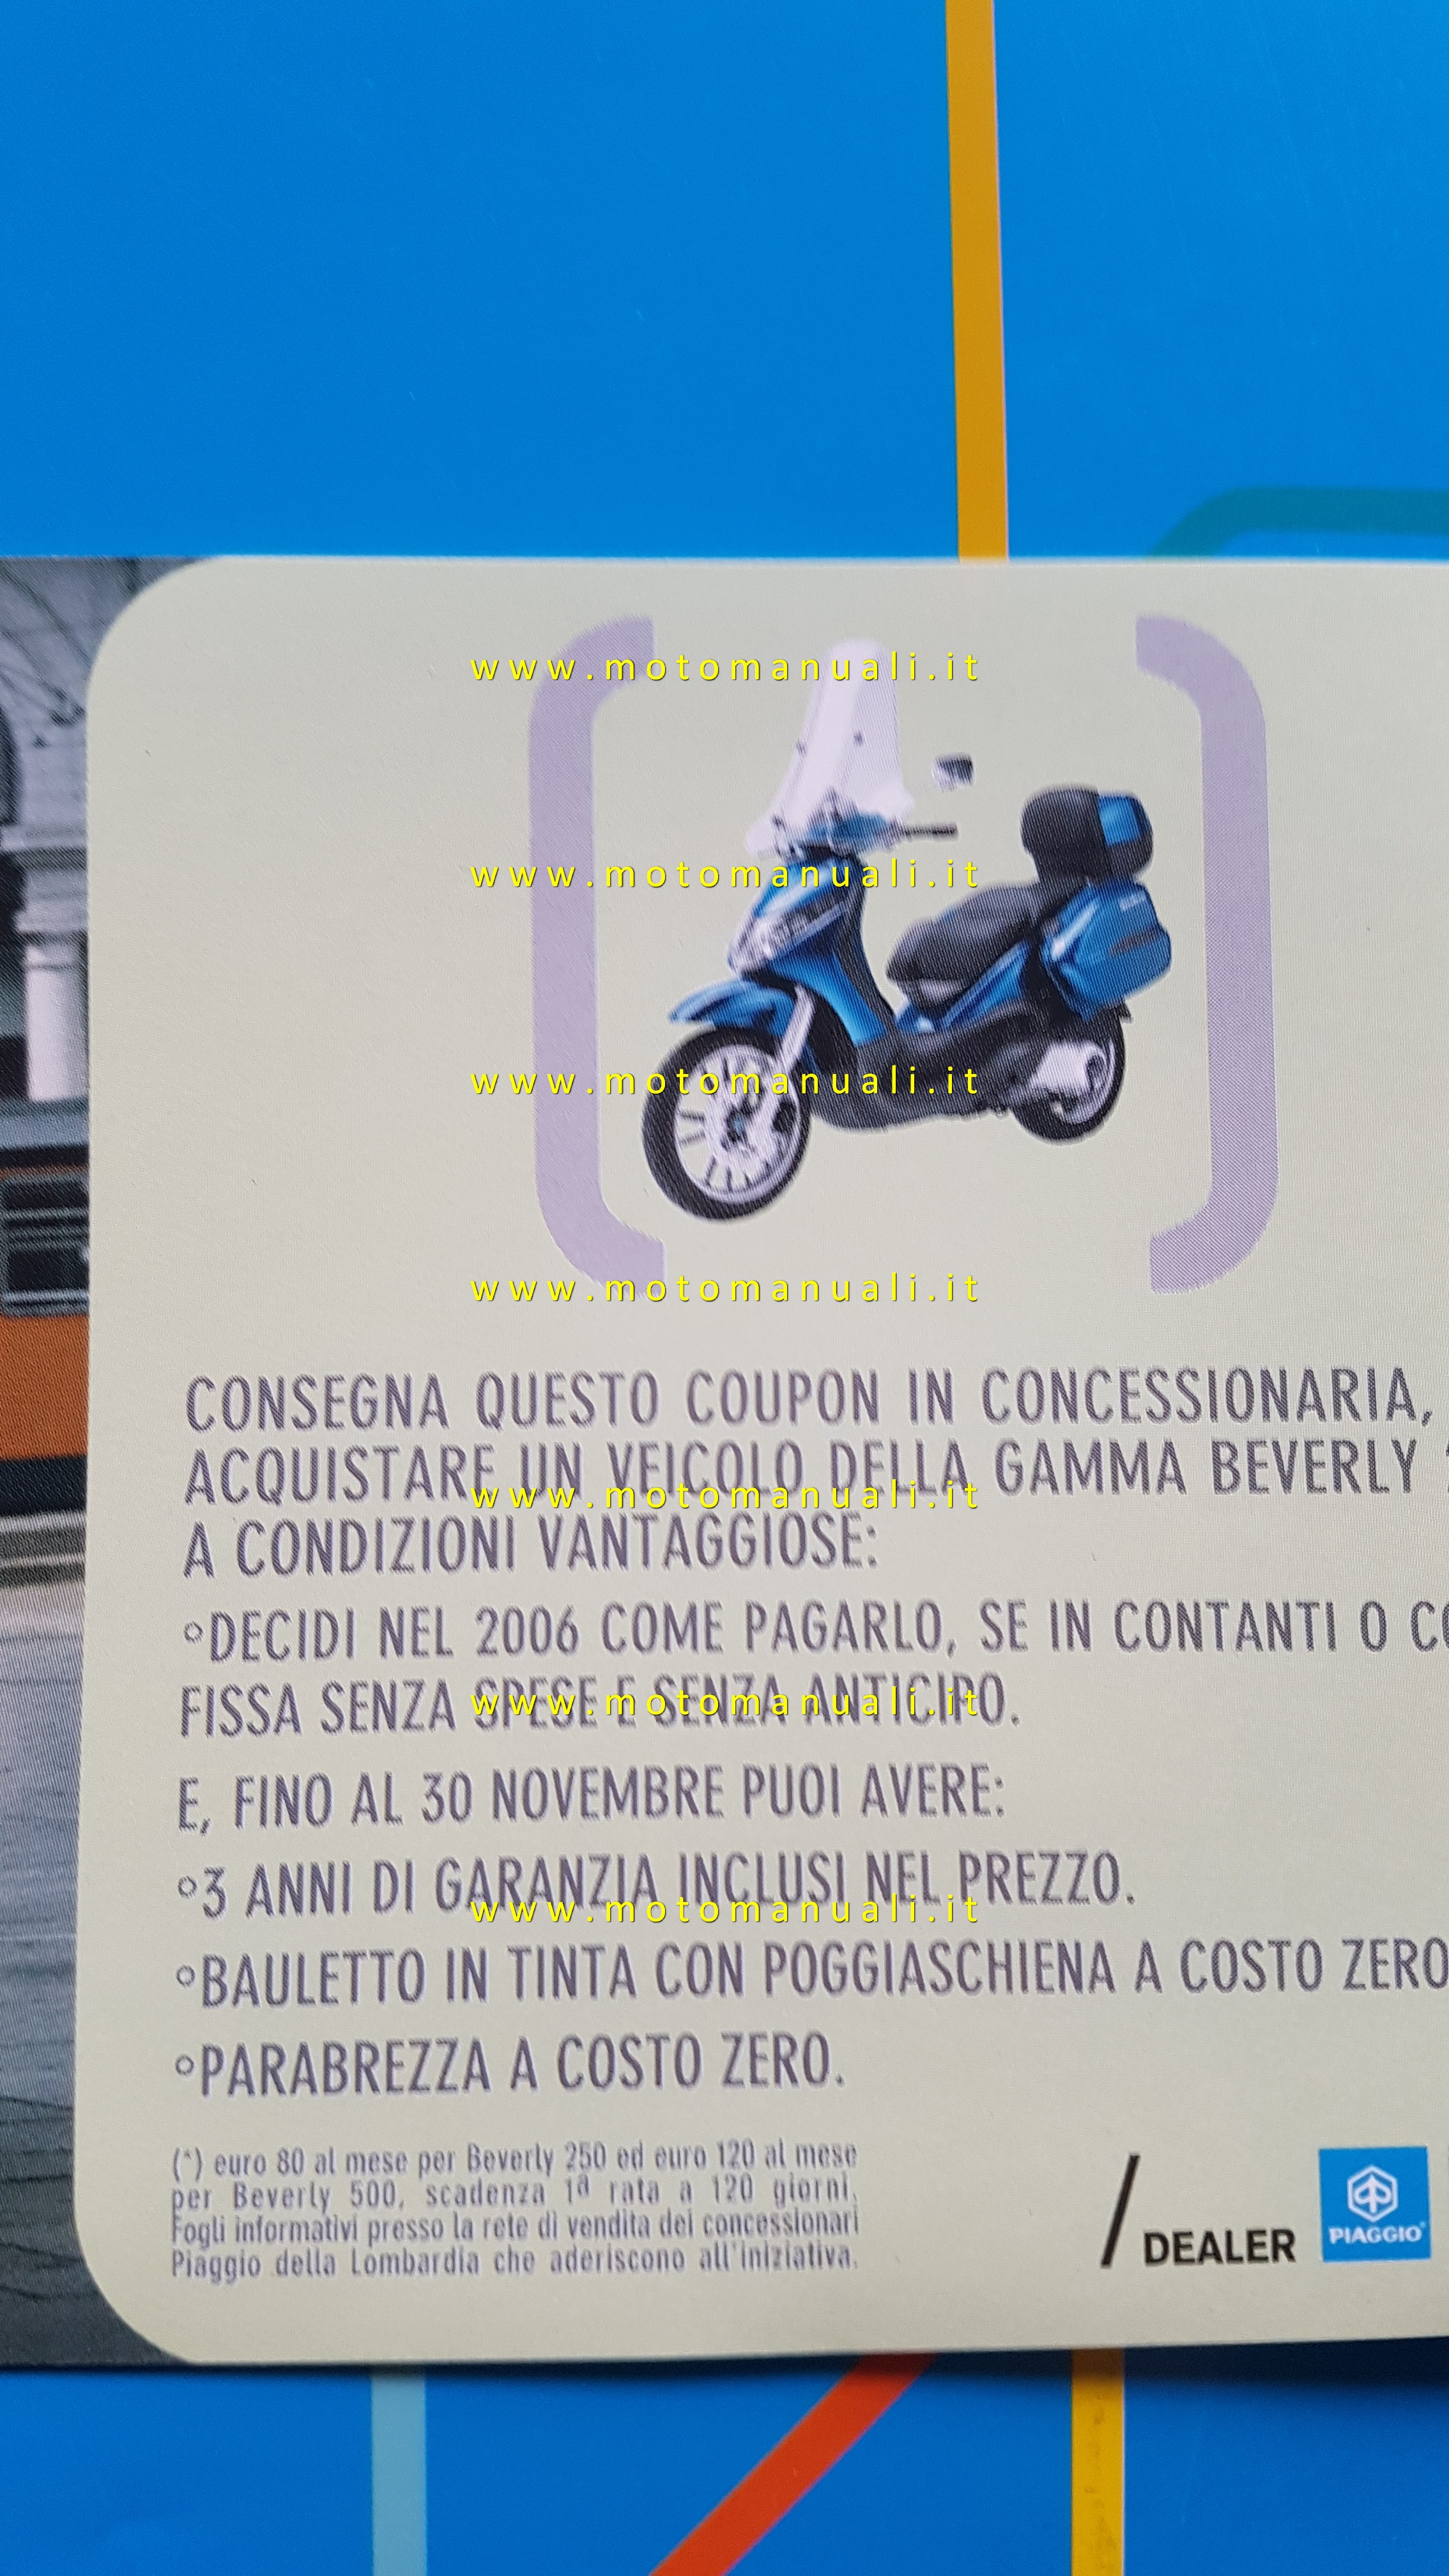 www.motomanuali.it
www.motomanuali.it
www.motomanuali.it
www.motomanuali.it
CONSEGNA QUESTO COUPON IN CONCESSIONARIA,
ACQUISTARE UN VEICOLO DELLA GAMMA BEVERLY
www.motomanuali.it
A CONDIZIONI VANTAGGIOSE:
°DECIDI NEL 2006 COME PAGARLO, SE IN CONTANTI O
FISSA SENZA SPESE E SENZA ANTICIPO.
www.motomanuali.it
E, FINO AL 30 NOVEMBRE PUOI AVERE:
°3 ANNI DI GARANZIA INCLUSI NEL PREZZO.
www.motomanuali.it
°BAULETTO IN TINTA CON POGGIASCHIENA A COSTO ZERO
°PARABREZZA A COSTO ZERO.
(*) euro 80 al mese per Beverly 250 ed euro 120 al mese
per Beverly 500, scadenza 1ª rata a 120 giorni.
Fogli informativi presso la rete di vendita dei concessionari
Piaggio della Lombardia che aderiscono all'iniziativa.
/DEALER
PIAGGIO®